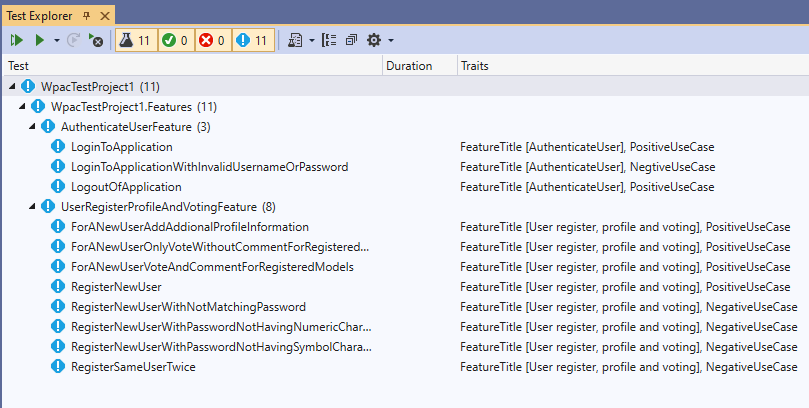 Test Explorer
11 0 0 11
Test Duration Traits
WpacTestProject1 (11)
WpacTestProject1.Features (11)
AuthenticateUserFeature (3)
LoginToApplication FeatureTitle [AuthenticateUser], PositiveUseCase
LoginToApplicationWithInvalidUsernameOrPassword FeatureTitle [AuthenticateUser], NegtiveUseCase
LogoutOfApplication FeatureTitle [AuthenticateUser], PositiveUseCase
UserRegisterProfileAndVotingFeature (8)
ForANewUserAddAddionalProfileInformation FeatureTitle [User register, profile and voting], PositiveUseCase
ForANewUserOnlyVoteWithoutCommentForRegistered... FeatureTitle [User register, profile and voting], PositiveUseCase
ForANewUserVoteAndCommentForRegisteredModels FeatureTitle [User register, profile and voting], PositiveUseCase
RegisterNewUser FeatureTitle [User register, profile and voting], PositiveUseCase
RegisterNewUserWithNotMatchingPassword FeatureTitle [User register, profile and voting], NegativeUseCase
RegisterNewUserWithPasswordNotHavingNumericChar... FeatureTitle [User register, profile and voting], NegativeUseCase
RegisterNewUserWithPasswordNotHavingSymbolChara... FeatureTitle [User register, profile and voting], NegativeUseCase
RegisterSameUserTwice FeatureTitle [User register, profile and voting], NegativeUseCase